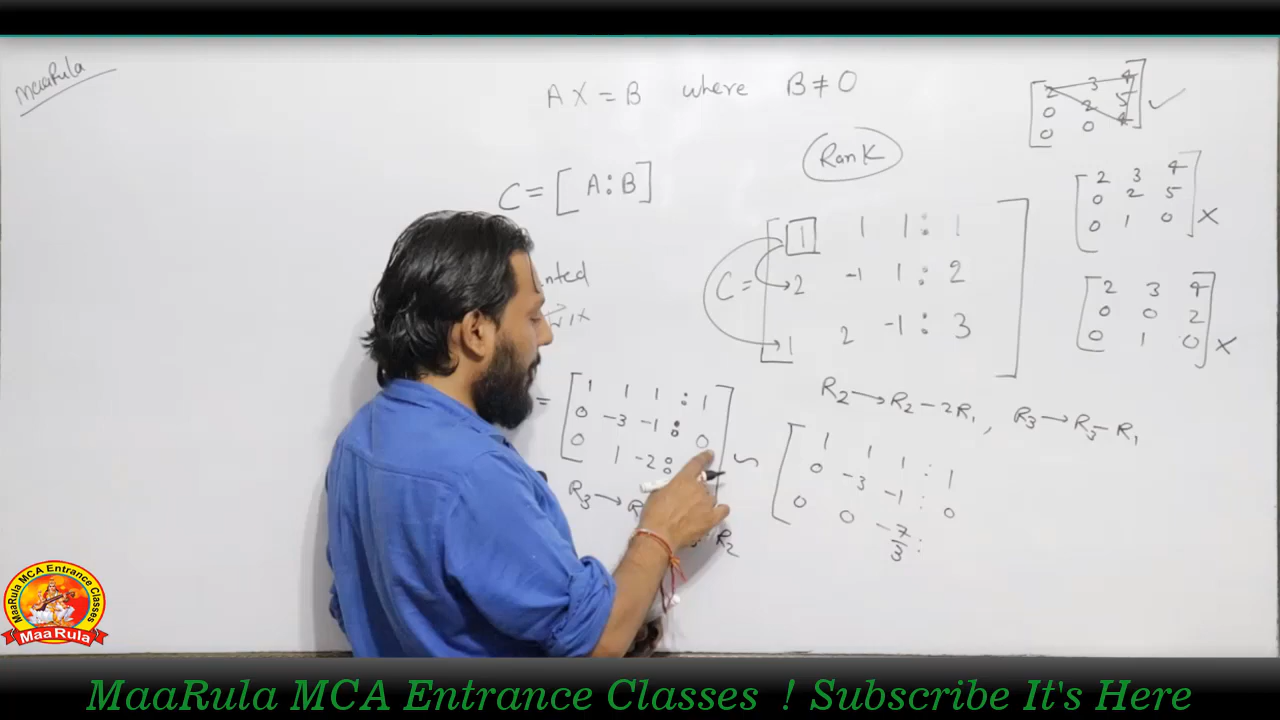 MaaRula
AX = B where B ≠ 0
Rank
C = [ A : B ]
C = [ 1 1 1 : 1
2 -1 1 : 2
1 2 -1 : 3 ]
R2 → R2 - 2R1, R3 → R3 - R1
= [ 1 1 1 : 1
0 -3 -1 : 0
0 1 -2 :
R3 →
R2
~ [ 1 1 1 : 1
0 -3 -1 : 0
0 0 -7/3 :
[ 2 3 4
0 2 5
0 0 4 ] ✓
[ 2 3 4
0 2 5
0 1 0 ] X
[ 2 3 4
0 0 2
0 1 0 ] X
MaaRula MCA Entrance Classes
MaaRula
MaaRula MCA Entrance Classes ! Subscribe It's Here